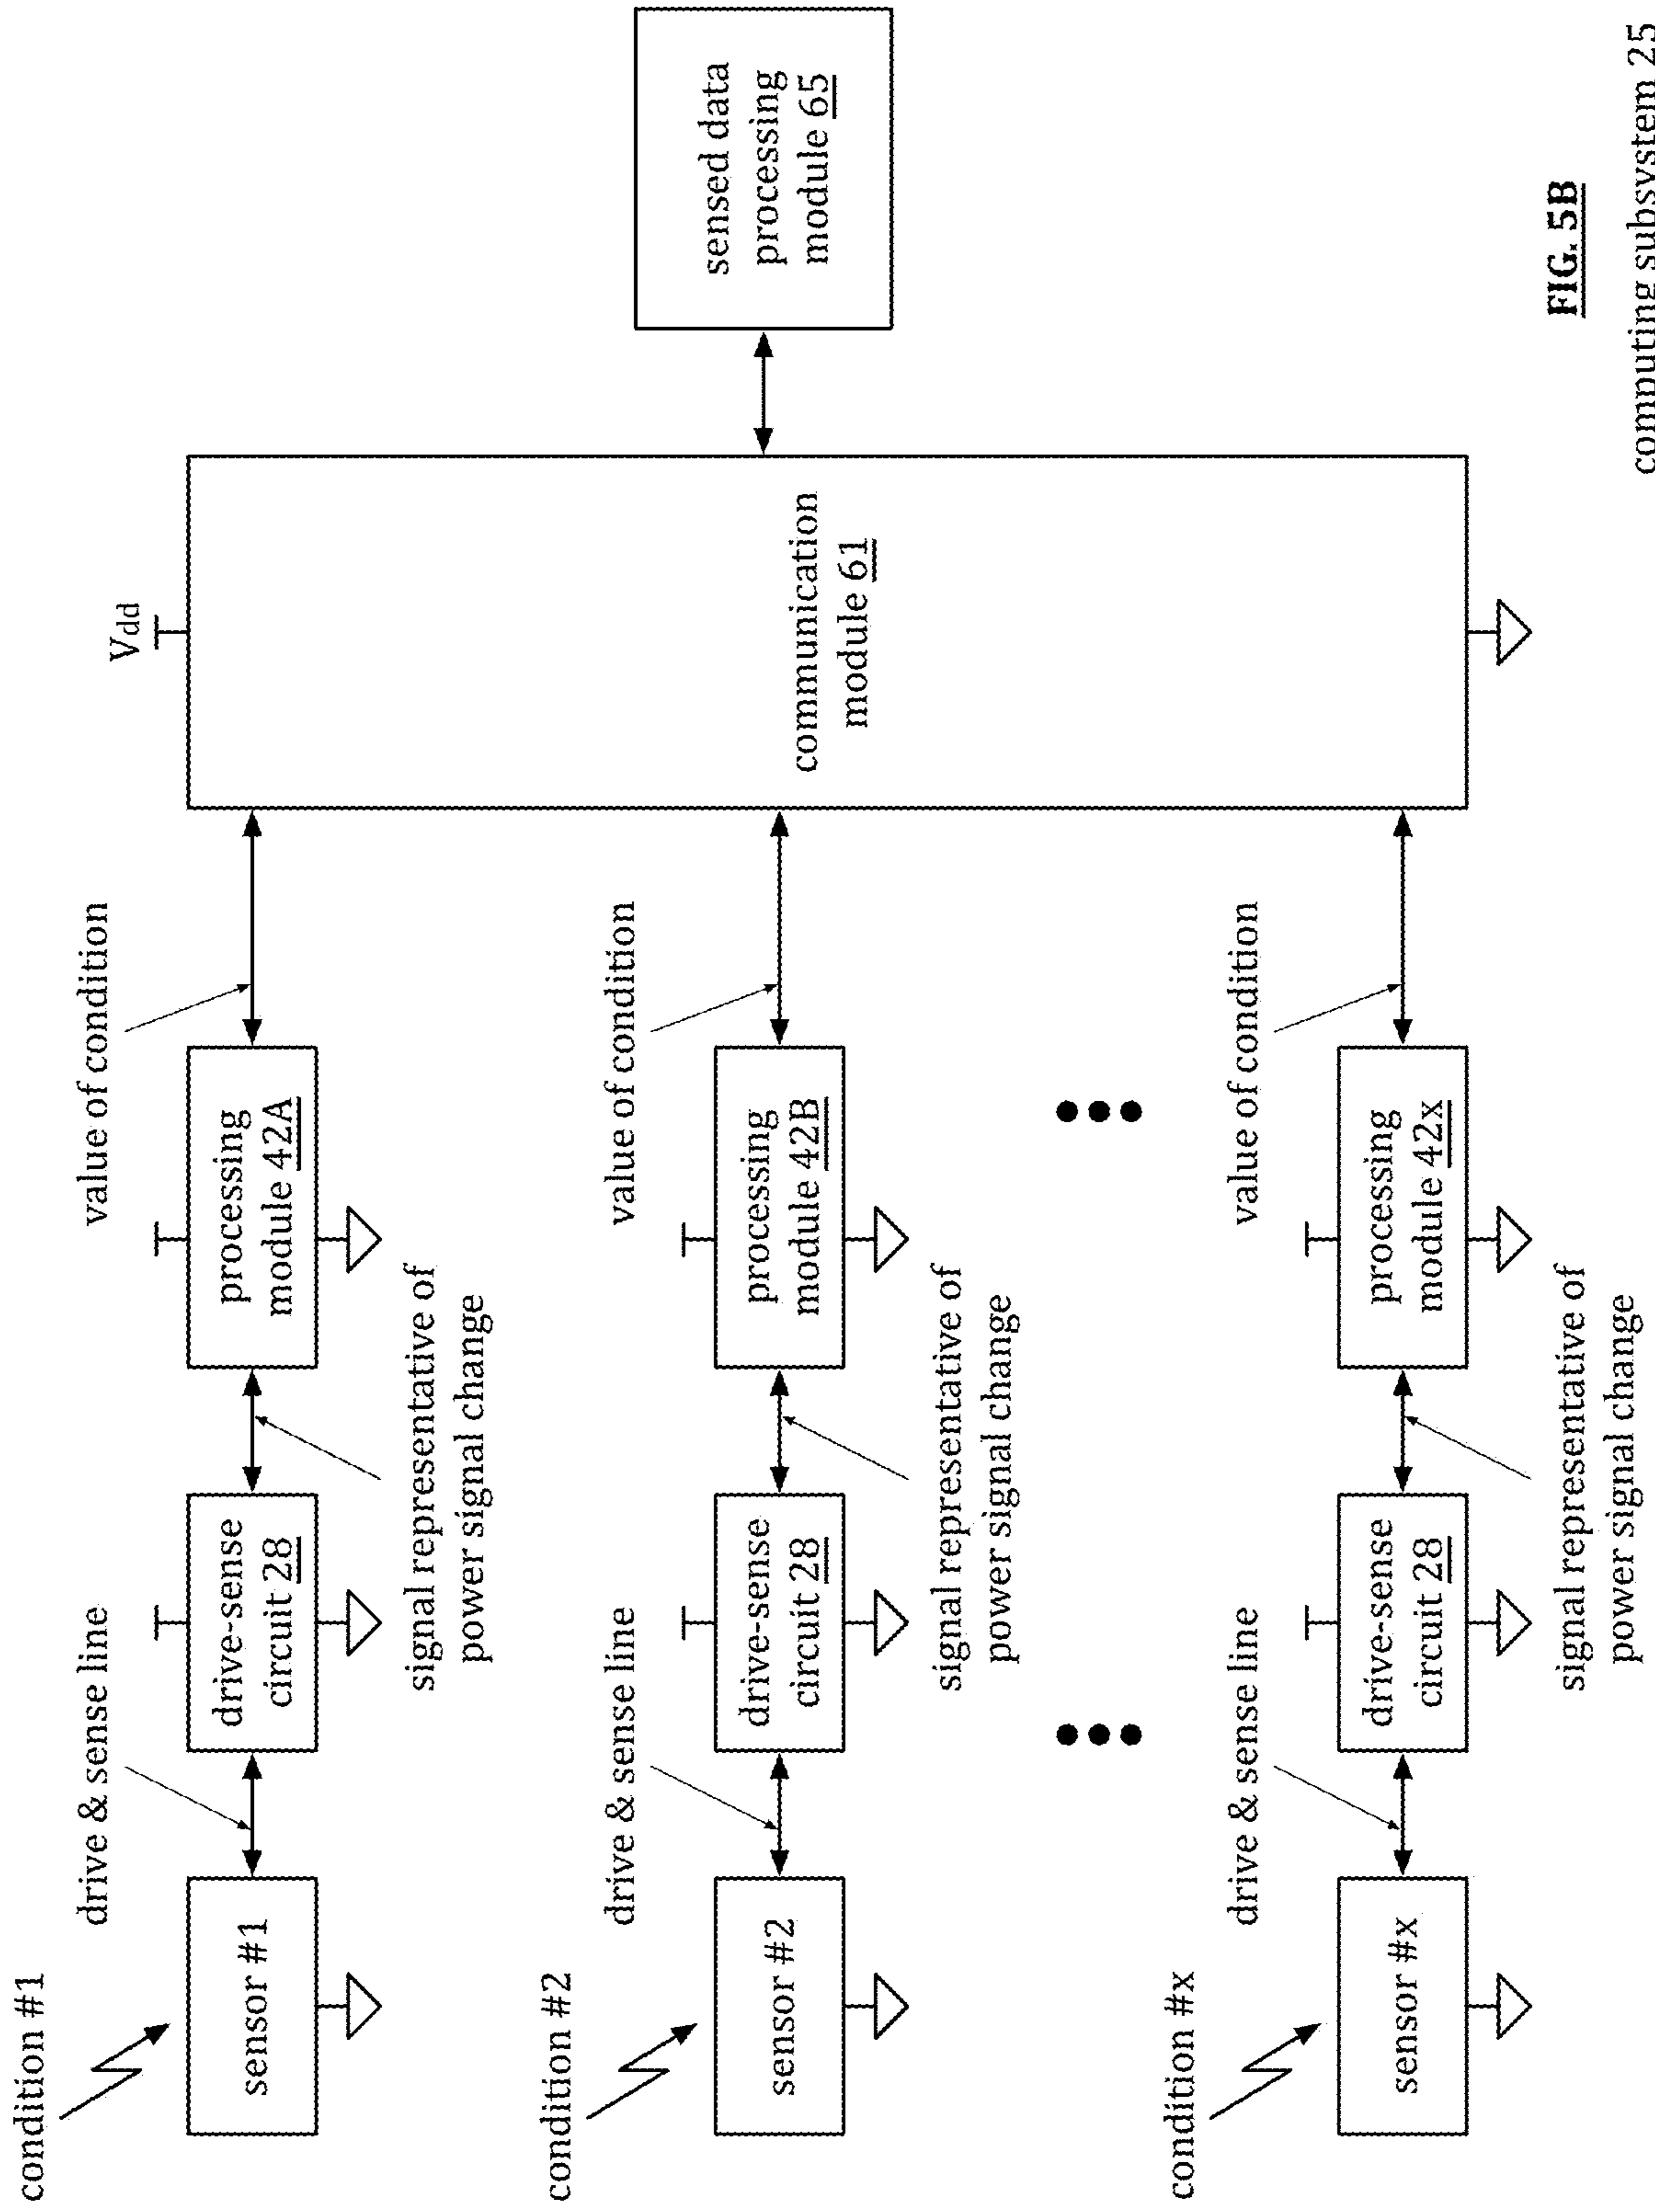 condition #1
drive & sense line
value of condition
Vdd
sensor #1
drive-sense
circuit 28
processing
module 42A
signal representative of
power signal change
condition #2
drive & sense line
value of condition
sensor #2
drive-sense
circuit 28
processing
module 42B
signal representative of
power signal change
communication
module 61
sensed data
processing
module 65
condition #x
drive & sense line
value of condition
sensor #x
drive-sense
circuit 28
processing
module 42x
signal representative of
power signal change
FIG. 5B
computing subsystem 25